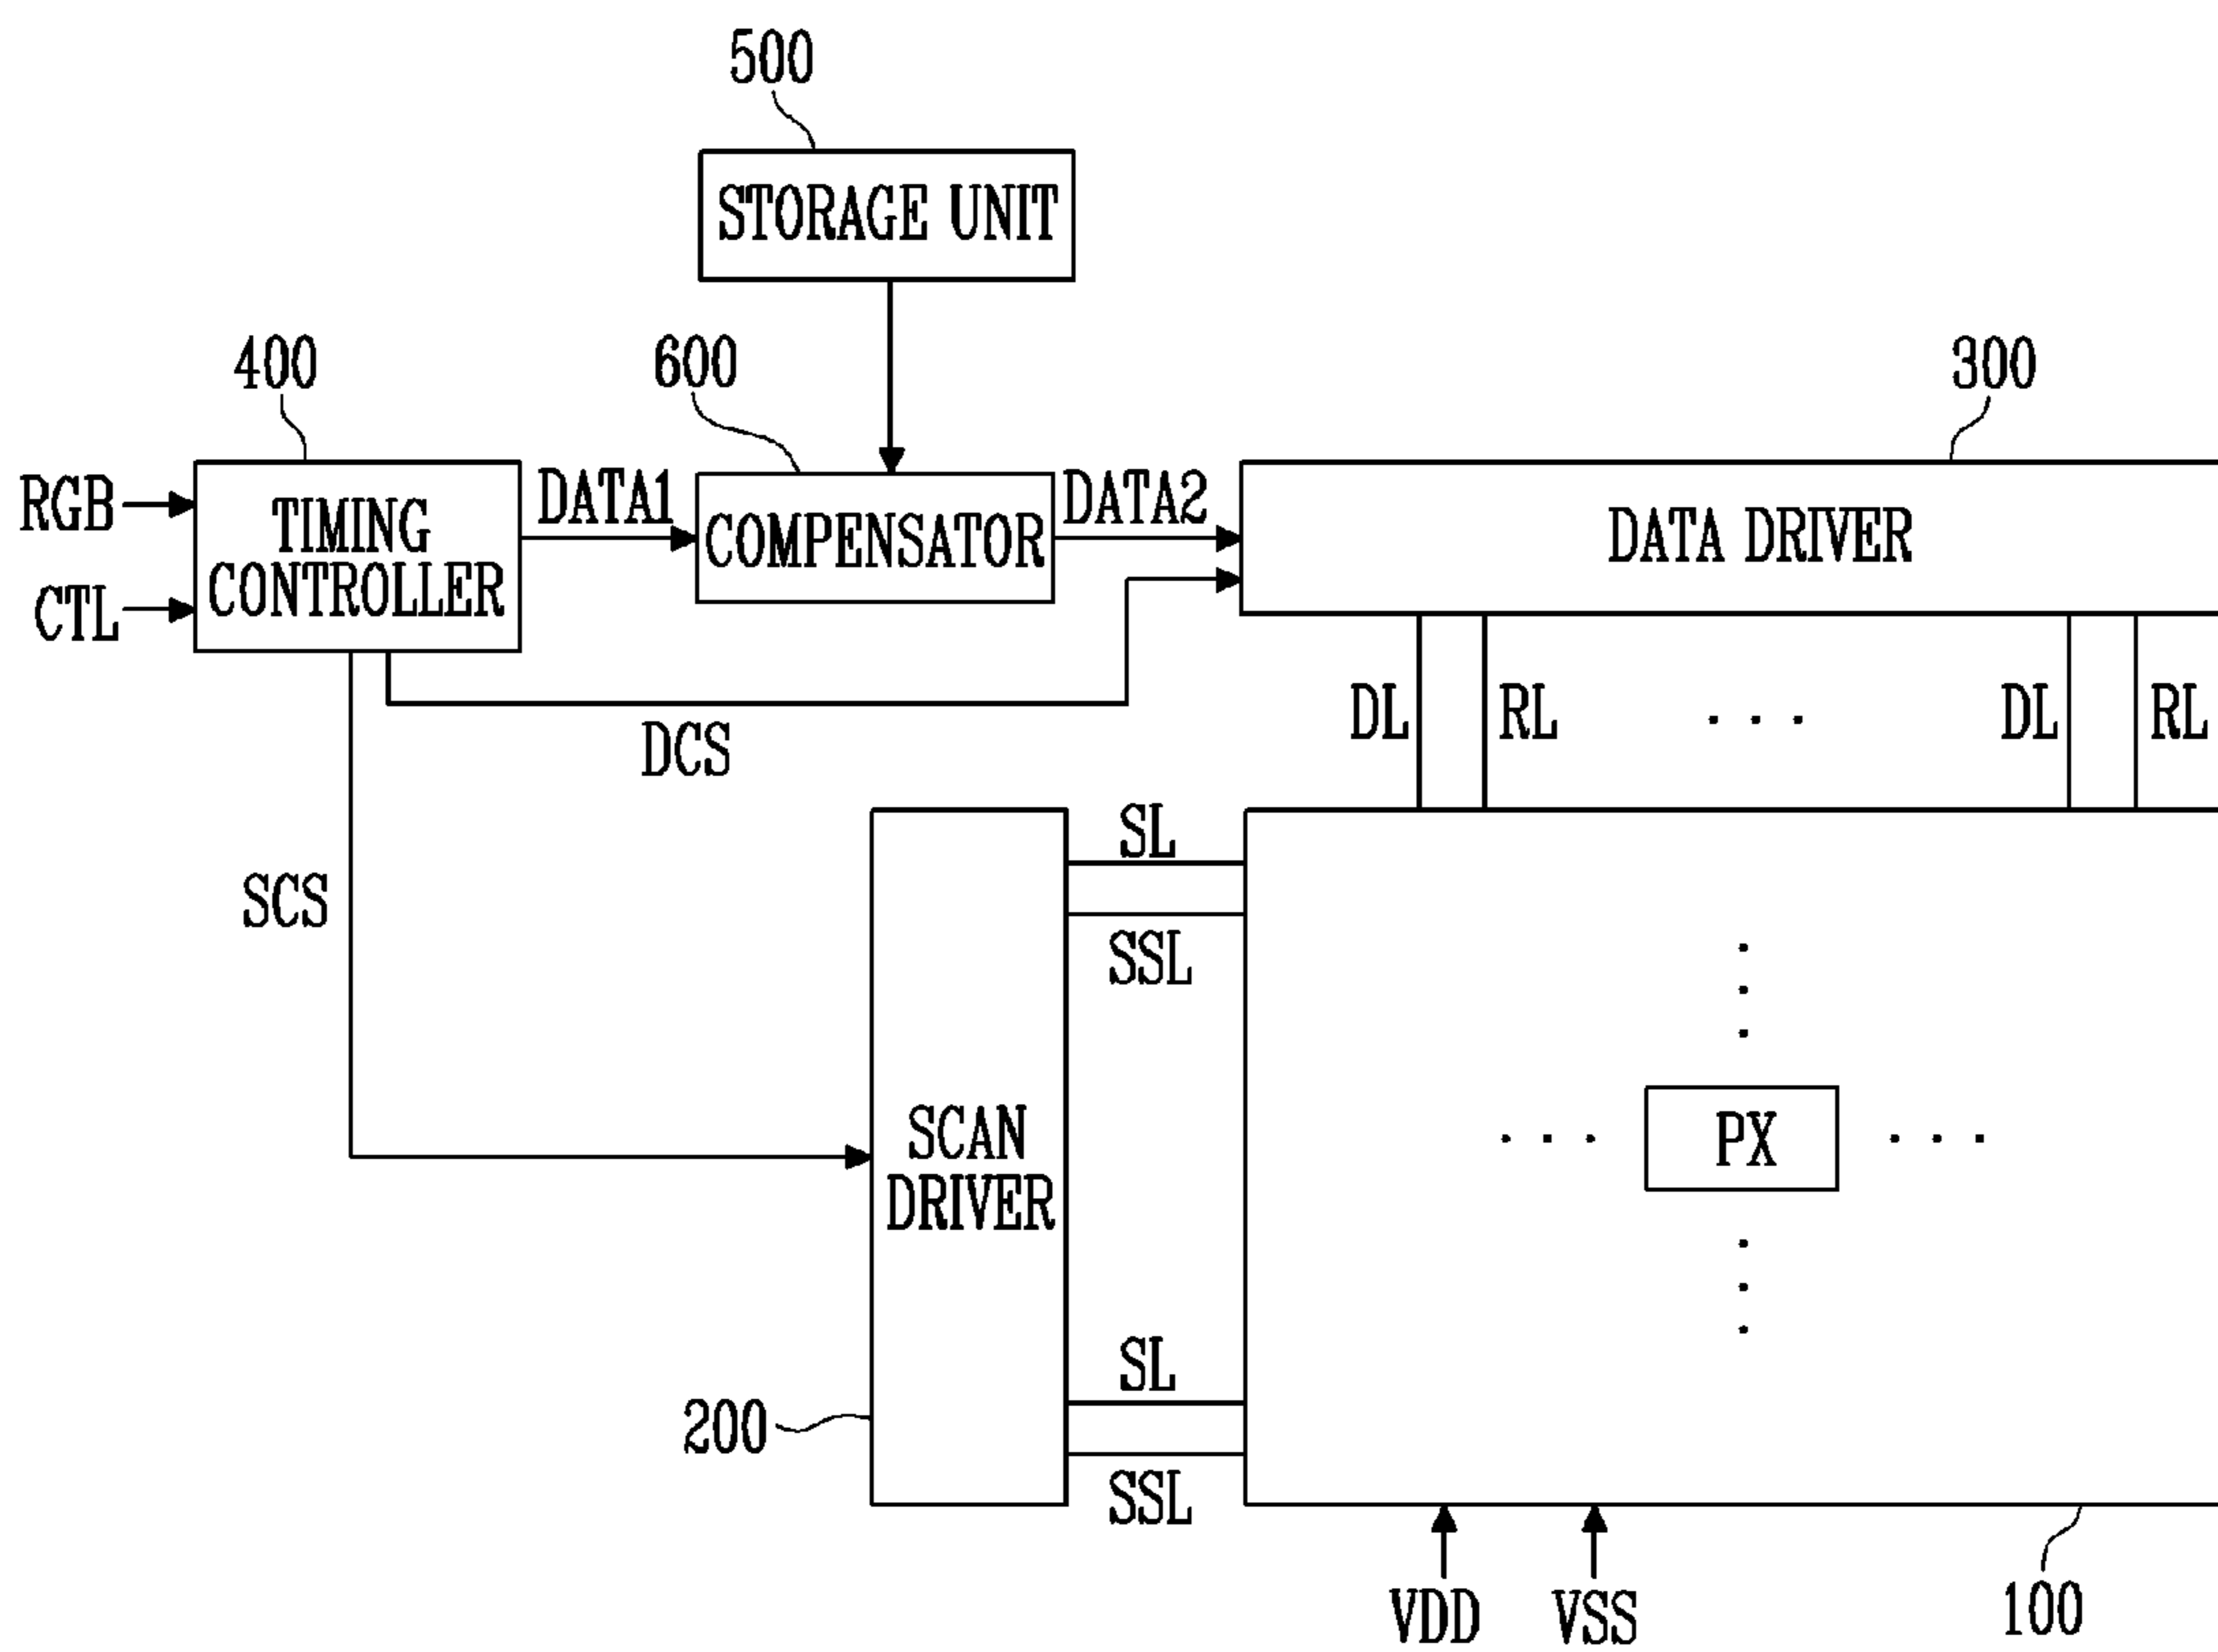 500
STORAGE UNIT
400
600
300
RGB
CTL
TIMING
CONTROLLER
DATA1
COMPENSATOR
DATA2
DATA DRIVER
DCS
DL
RL
. . .
DL
RL
SCS
SL
SSL
SCAN
DRIVER
. . .
PX
. . .
SL
SSL
200
VDD
VSS
100